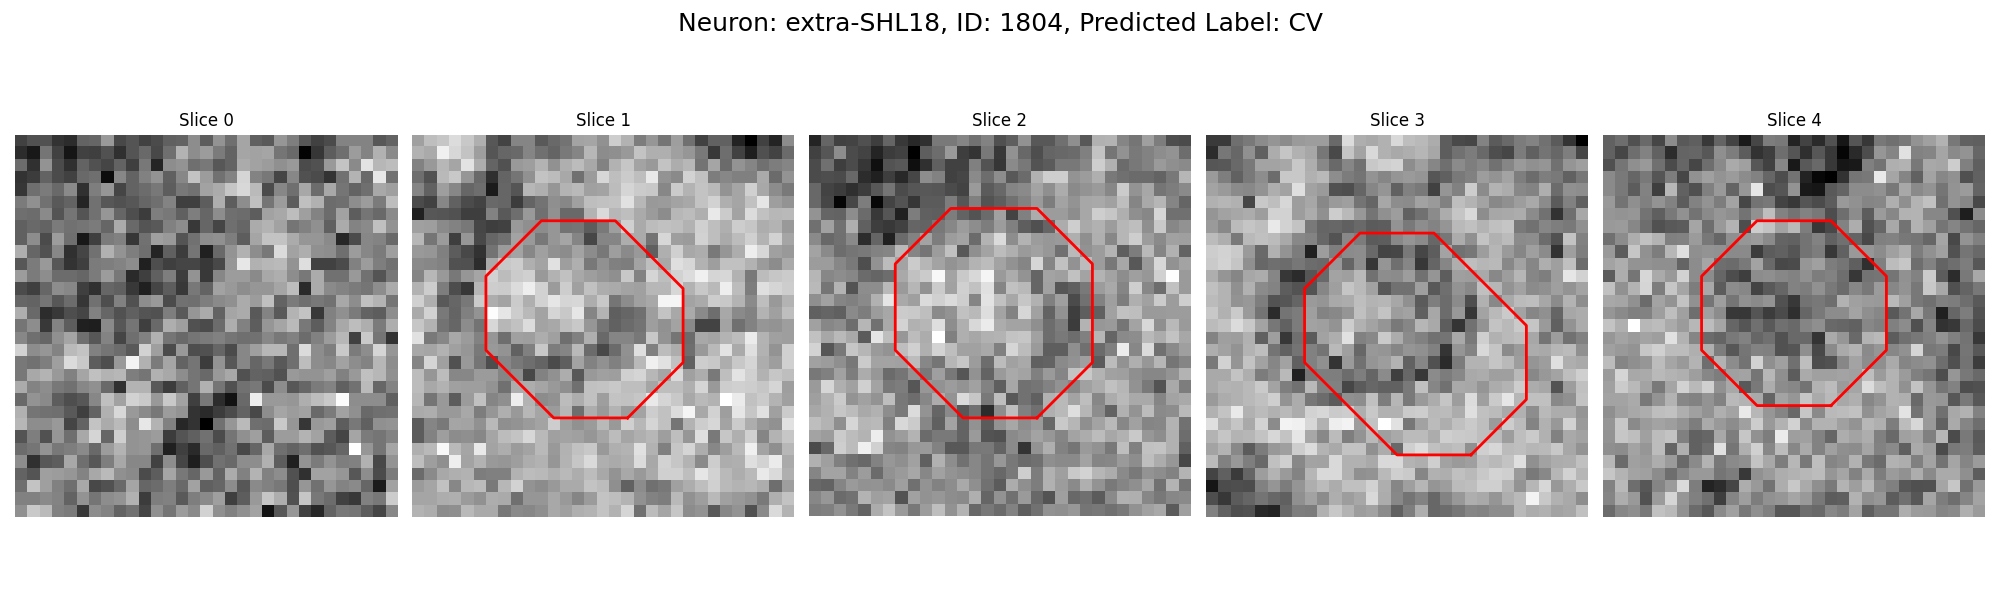 Neuron: extra-SHL18, ID: 1804, Predicted Label: CV
Slice 0
Slice 1
Slice 2
Slice 3
Slice 4